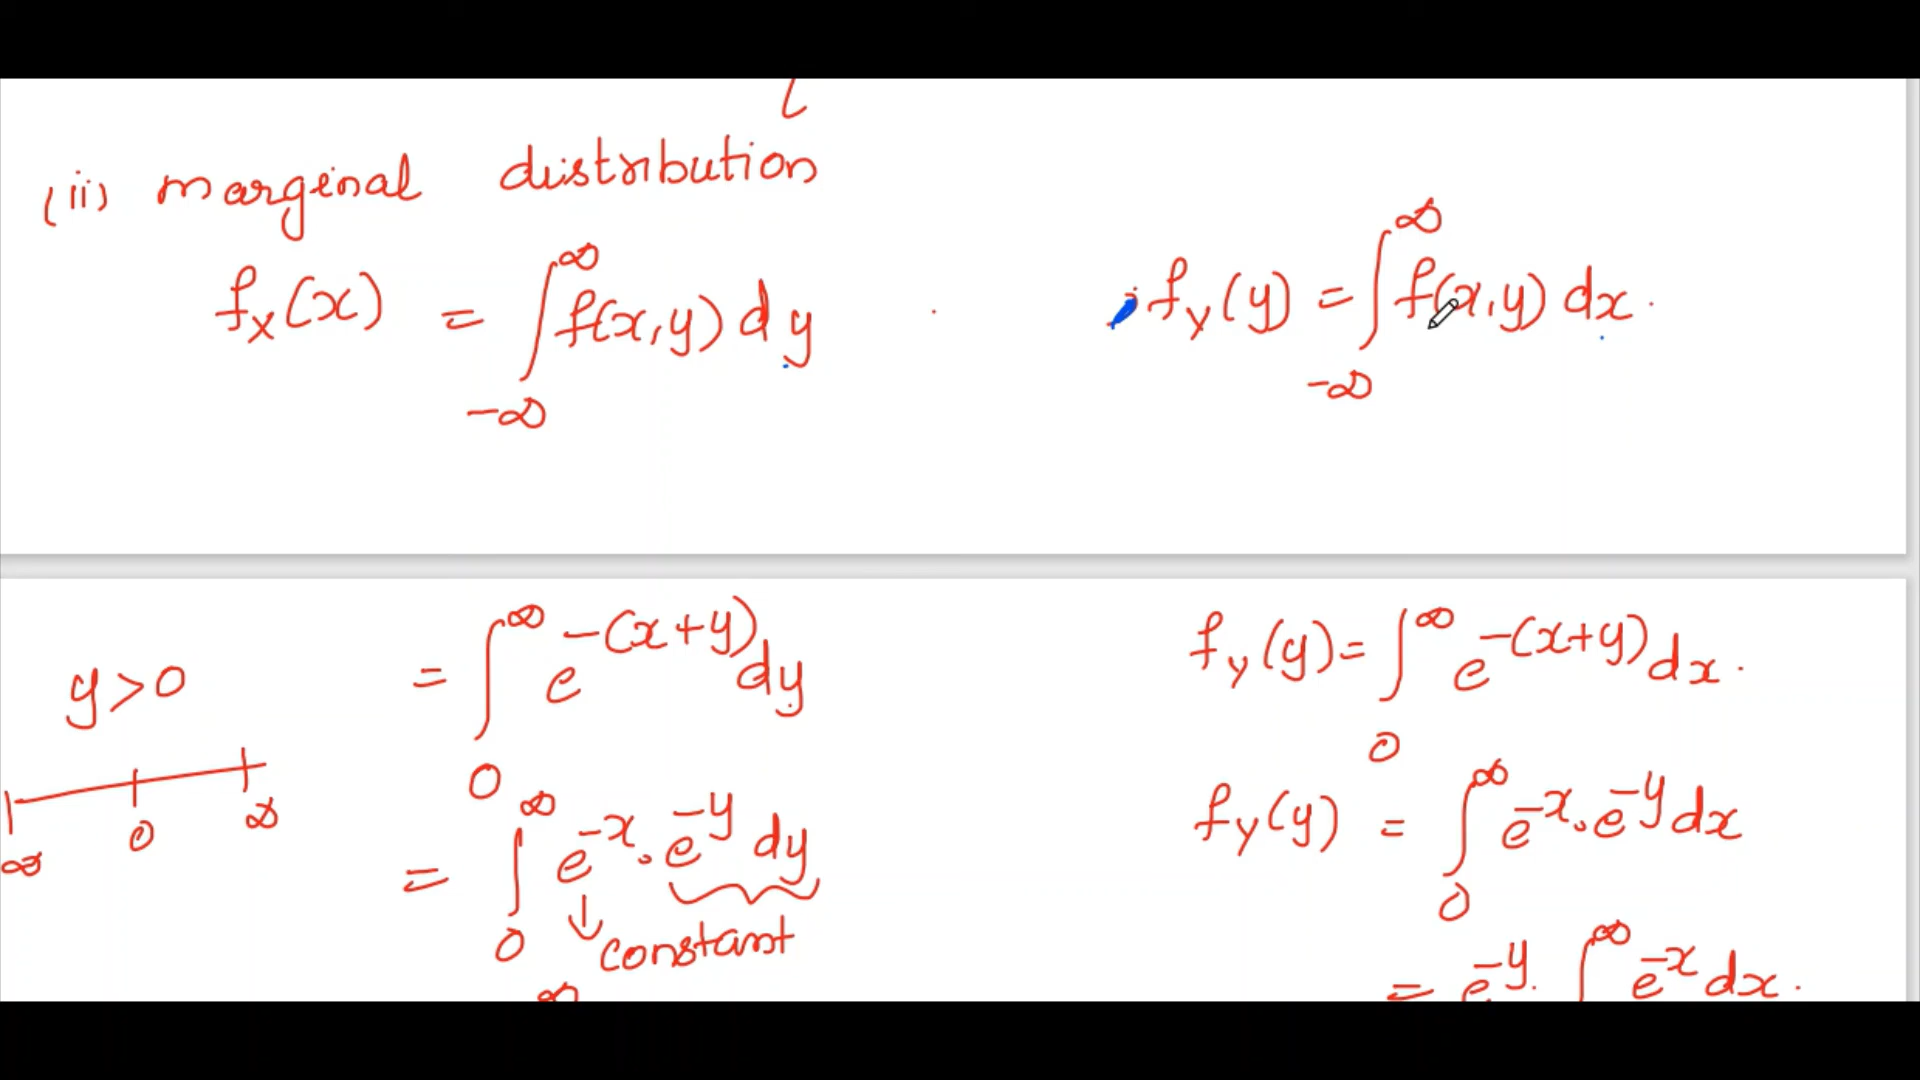 (ii) marginal distribution
f_x(x) = ∫_{-∞}^{∞} f(x,y) dy
f_y(y) = ∫_{-∞}^{∞} f(x,y) dx.
y>0
-∞ 0 ∞
= ∫_0^∞ e^{-(x+y)} dy
= ∫_0^∞ e^{-x}. e^{-y} dy
constant
∞
f_y(y) = ∫_0^∞ e^{-(x+y)} dx.
f_y(y) = ∫_0^∞ e^{-x}. e^{-y} dx
= e^{-y}. ∫^∞ e^{-x} dx.